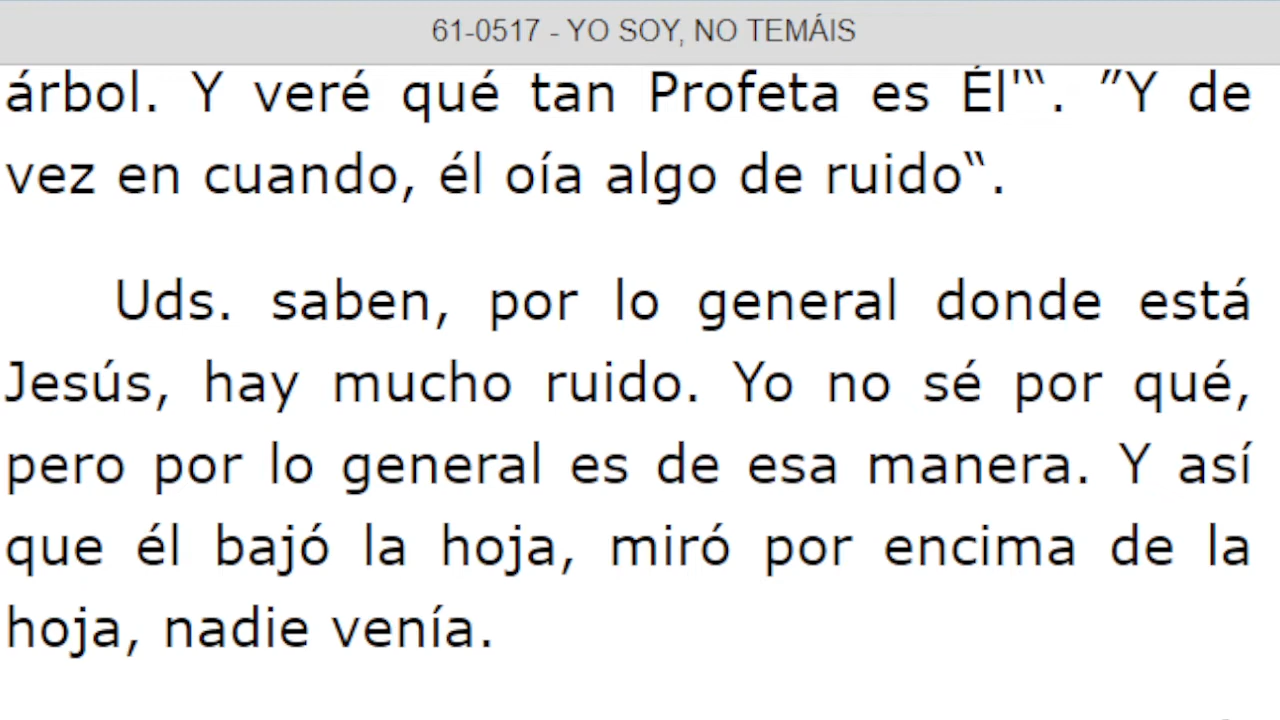 61-0517 - YO SOY, NO TEMÁIS
árbol. Y veré qué tan Profeta es Él'“. ”Y de
vez en cuando, él oía algo de ruido“.
Uds. saben, por lo general donde está
Jesús, hay mucho ruido. Yo no sé por qué,
pero por lo general es de esa manera. Y así
que él bajó la hoja, miró por encima de la
hoja, nadie venía.